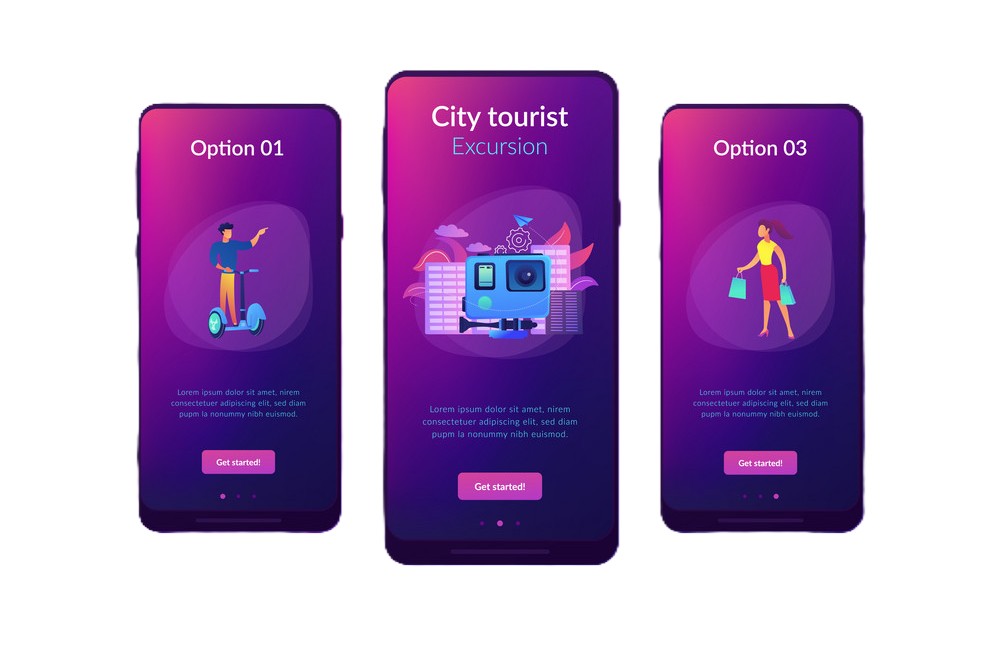 Option 01
Lorem ipsum dolor sit amet, nirem
consectetuer adipiscing elit, sed diam
pupm la nonummy nibh euismod.
Get started!
City tourist
Excursion
Lorem ipsum dolor sit amet, nirem
consectetuer adipiscing elit, sed diam
pupm la nonummy nibh euismod.
Get started!
Option 03
Lorem ipsum dolor sit amet, nirem
consectetuer adipiscing elit, sed diam
pupm la nonummy nibh euismod.
Get started!